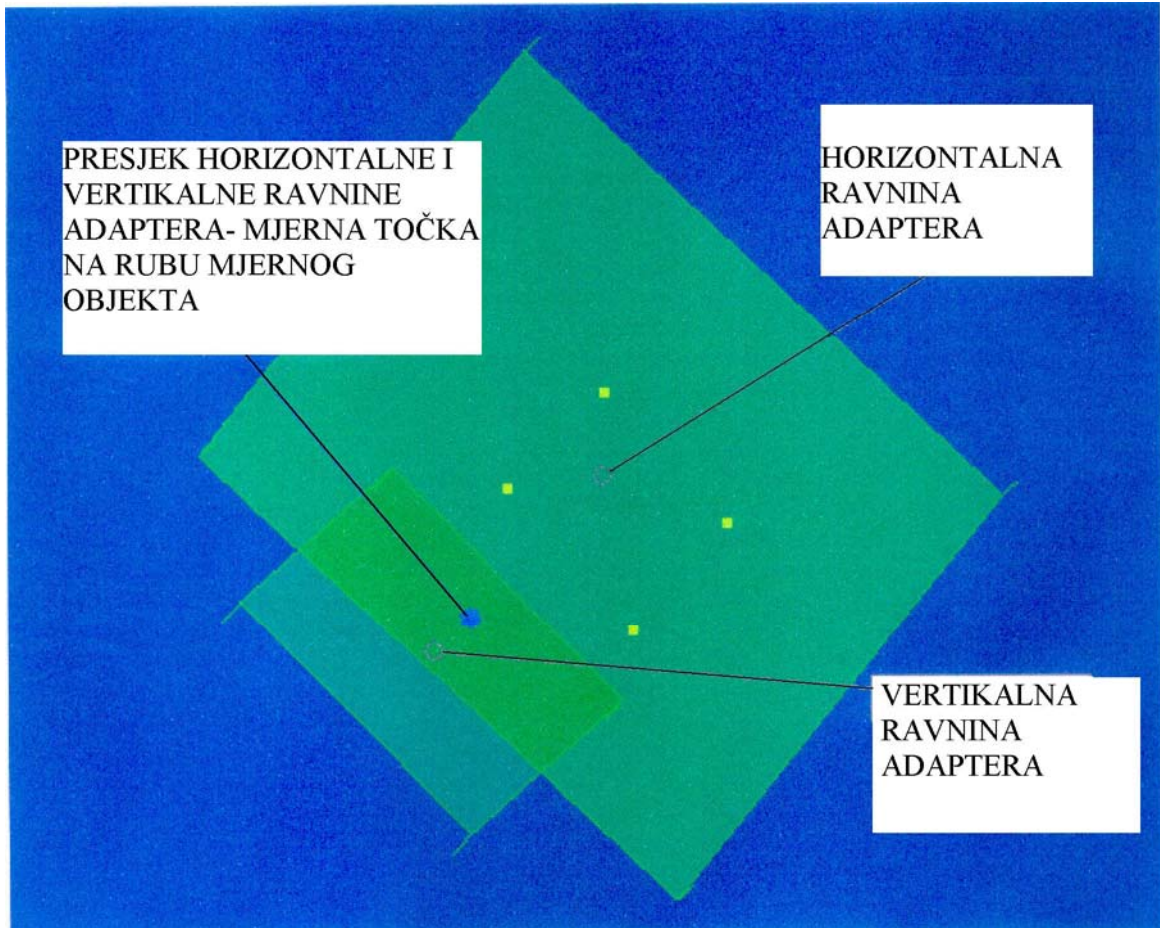 PRESJEK HORIZONTALNE I
VERTIKALNE RAVNINE
ADAPTERA- MJERNA TOČKA
NA RUBU MJERNOG
OBJEKTA
HORIZONTALNA
RAVNINA
ADAPTERA
VERTIKALNA
RAVNINA
ADAPTERA